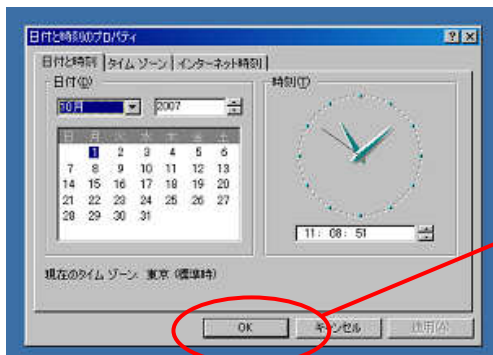 日付と時刻のプロパティ
日付と時刻 タイム ゾーン インターネット時刻
日付(D)
10月 2007
日 月 火 水 木 金 土
1 2 3 4 5 6
7 8 9 10 11 12 13
14 15 16 17 18 19 20
21 22 23 24 25 26 27
28 29 30 31
時刻(T)
11: 08: 51
現在のタイム ゾーン: 東京 (標準時)
OK キャンセル 適用(A)